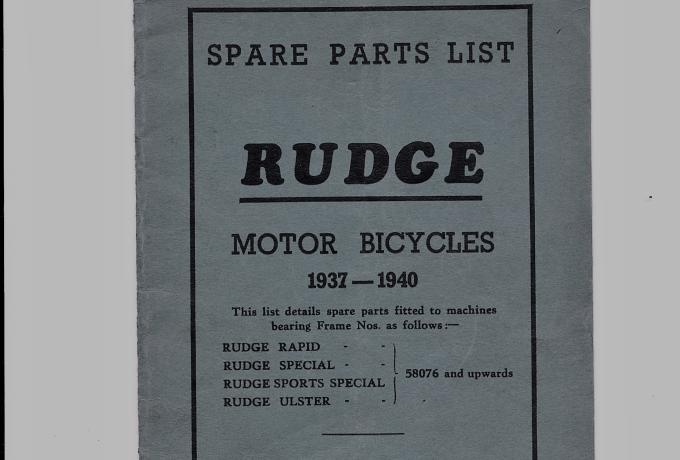 SPARE PARTS LIST
RUDGE
MOTOR BICYCLES
1937—1940
This list details spare parts fitted to machines
bearing Frame Nos. as follows:—
RUDGE RAPID - -
RUDGE SPECIAL - -
RUDGE SPORTS SPECIAL
58076 and upwards
RUDGE ULSTER - -